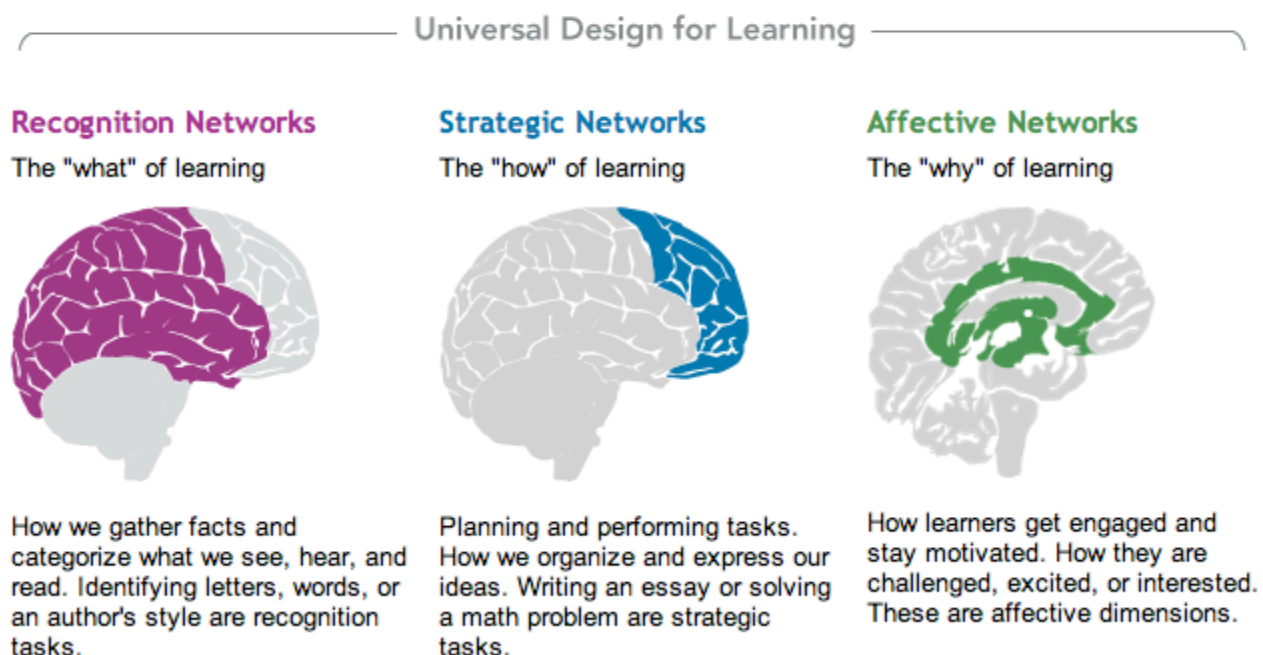 Universal Design for Learning
Recognition Networks
The "what" of learning
How we gather facts and
categorize what we see, hear, and
read. Identifying letters, words, or
an author's style are recognition
tasks.
Strategic Networks
The "how" of learning
Planning and performing tasks.
How we organize and express our
ideas. Writing an essay or solving
a math problem are strategic
tasks.
Affective Networks
The "why" of learning
How learners get engaged and
stay motivated. How they are
challenged, excited, or interested.
These are affective dimensions.